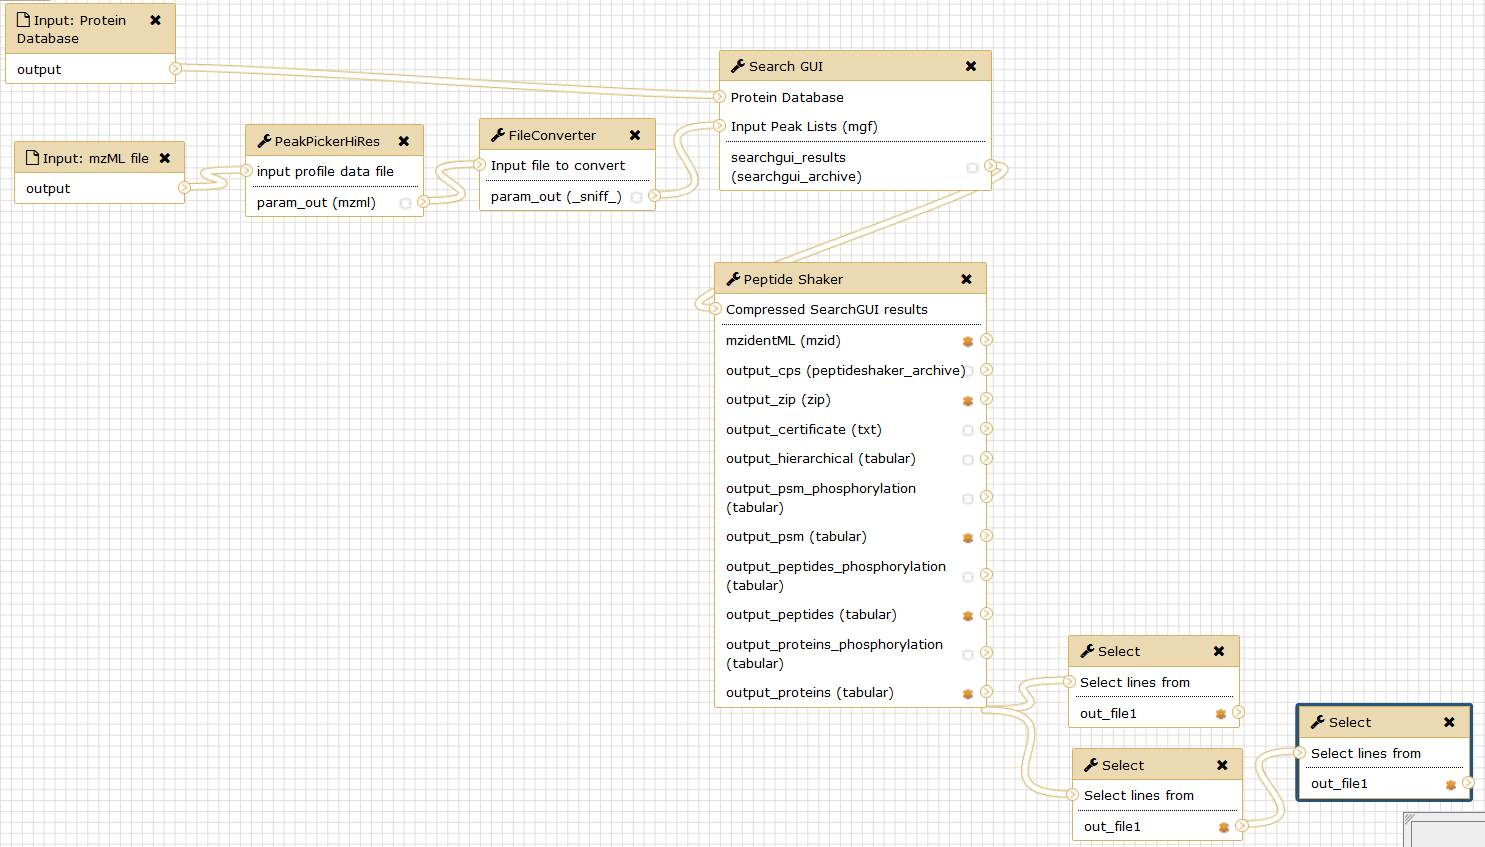 Input: Protein
Database
output
Input: mzML file
output
PeakPickerHiRes
input profile data file
param_out (mzml)
FileConverter
Input file to convert
param_out (_sniff_)
Search GUI
Protein Database
Input Peak Lists (mgf)
searchgui_results
(searchgui_archive)
Peptide Shaker
Compressed SearchGUI results
mzidentML (mzid)
output_cps (peptideshaker_archive)
output_zip (zip)
output_certificate (txt)
output_hierarchical (tabular)
output_psm_phosphorylation
(tabular)
output_psm (tabular)
output_peptides_phosphorylation
(tabular)
output_peptides (tabular)
output_proteins_phosphorylation
(tabular)
output_proteins (tabular)
Select
Select lines from
out_file1
Select
Select lines from
out_file1
Select
Select lines from
out_file1